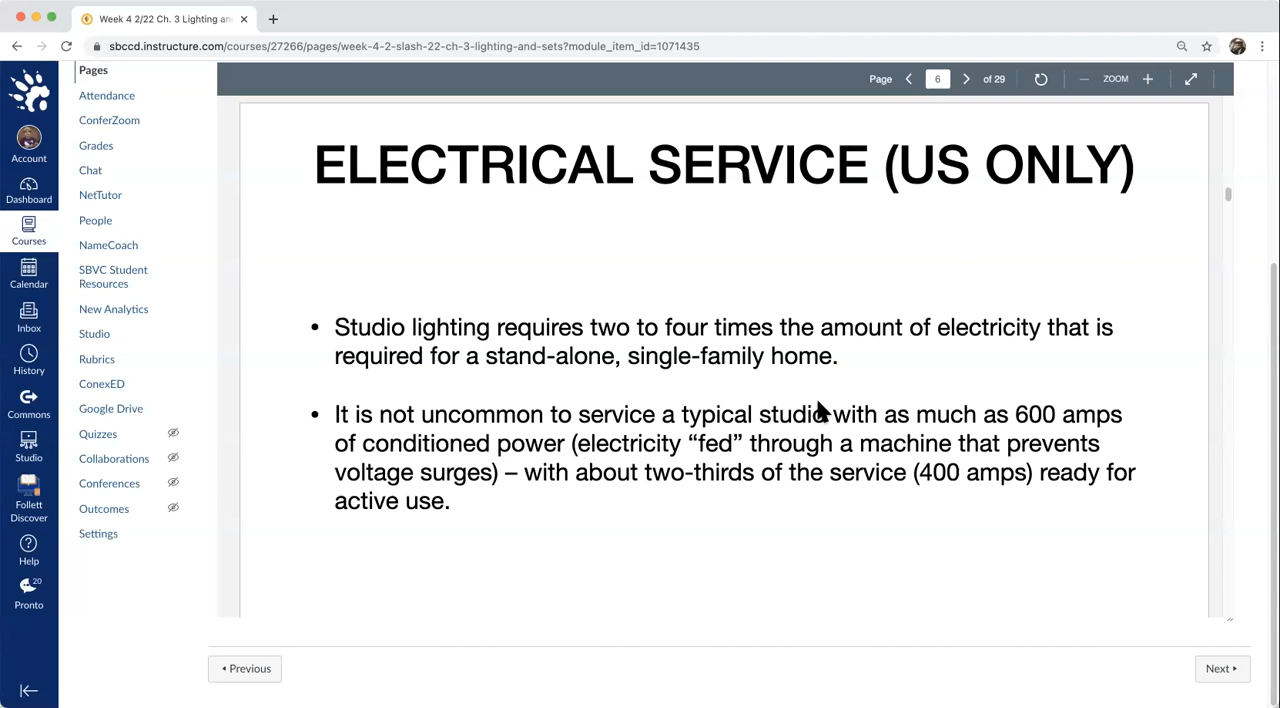 Week 4 2/22 Ch. 3 Lighting an
sbccd.instructure.com/courses/27266/pages/week-4-2-slash-22-ch-3-lighting-and-sets?module_item_id=1071435
Account
Dashboard
Courses
Calendar
Inbox
History
Commons
Studio
Follett
Discover
Help
20
Pronto
Pages
Attendance
ConferZoom
Grades
Chat
NetTutor
People
NameCoach
SBVC Student
Resources
New Analytics
Studio
Rubrics
ConexED
Google Drive
Quizzes
Collaborations
Conferences
Outcomes
Settings
Page 6 of 29 ZOOM
ELECTRICAL SERVICE (US ONLY)
• Studio lighting requires two to four times the amount of electricity that is
required for a stand-alone, single-family home.
• It is not uncommon to service a typical studio with as much as 600 amps
of conditioned power (electricity “fed” through a machine that prevents
voltage surges) – with about two-thirds of the service (400 amps) ready for
active use.
Previous
Next